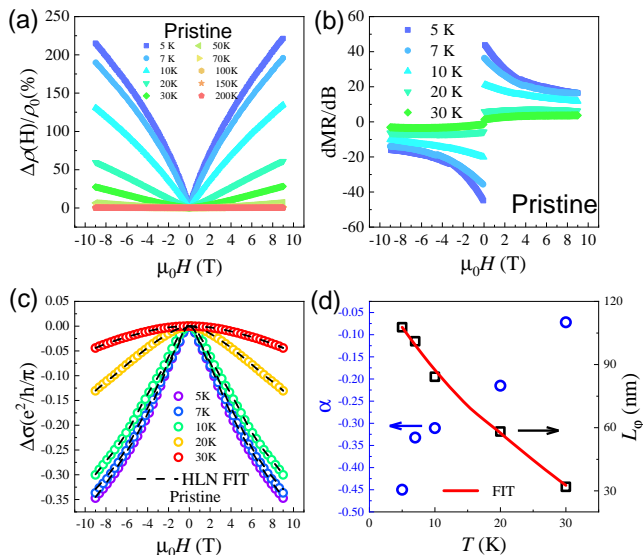 (a)
Pristine
5 K
50K
7 K
70K
10K
100K
20K
150K
30K
200K
250
200
150
100
50
0
Δρ(H)/ρ0(%)
-10 -8 -6 -4 -2 0 2 4 6 8 10
μ0H (T)
(b)
5 K
7 K
10 K
20 K
30 K
Pristine
60
40
20
0
-20
-40
-60
dMR/dB
-10 -8 -6 -4 -2 0 2 4 6 8 10
μ0H (T)
(c)
5K
7K
10K
20K
30K
HLN FIT
Pristine
0.05
0.00
-0.05
-0.10
-0.15
-0.20
-0.25
-0.30
-0.35
Δσ(e²/h/π)
-10 -8 -6 -4 -2 0 2 4 6 8 10
μ0H (T)
(d)
FIT
-0.05
-0.10
-0.15
-0.20
-0.25
-0.30
-0.35
-0.40
-0.45
-0.50
α
120
90
60
30
Lφ (nm)
0 10 20 30
T (K)